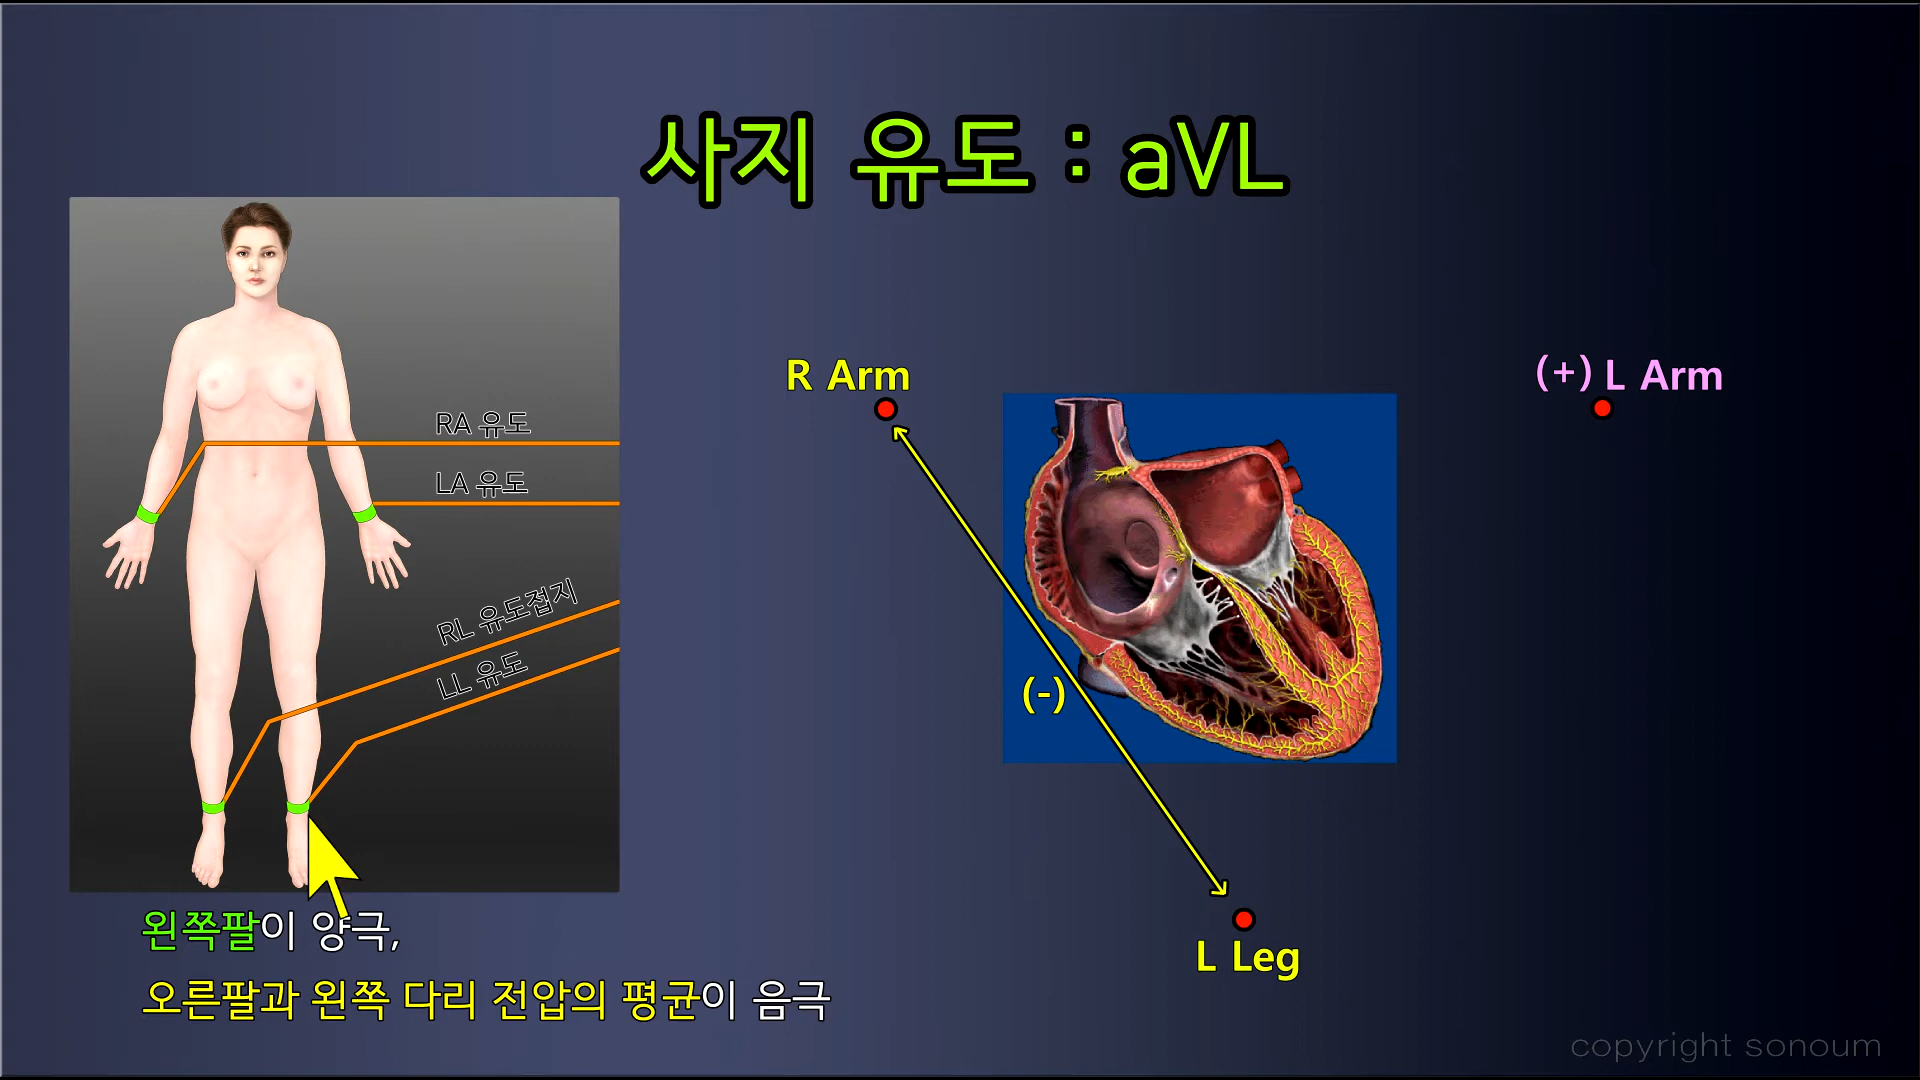 사지 유도 : aVL
RA 유도
LA 유도
RL 유도접지
LL 유도
R Arm
(+) L Arm
(-)
L Leg
왼쪽팔이 양극,
오른팔과 왼쪽 다리 전압의 평균이 음극
copyright sonoum